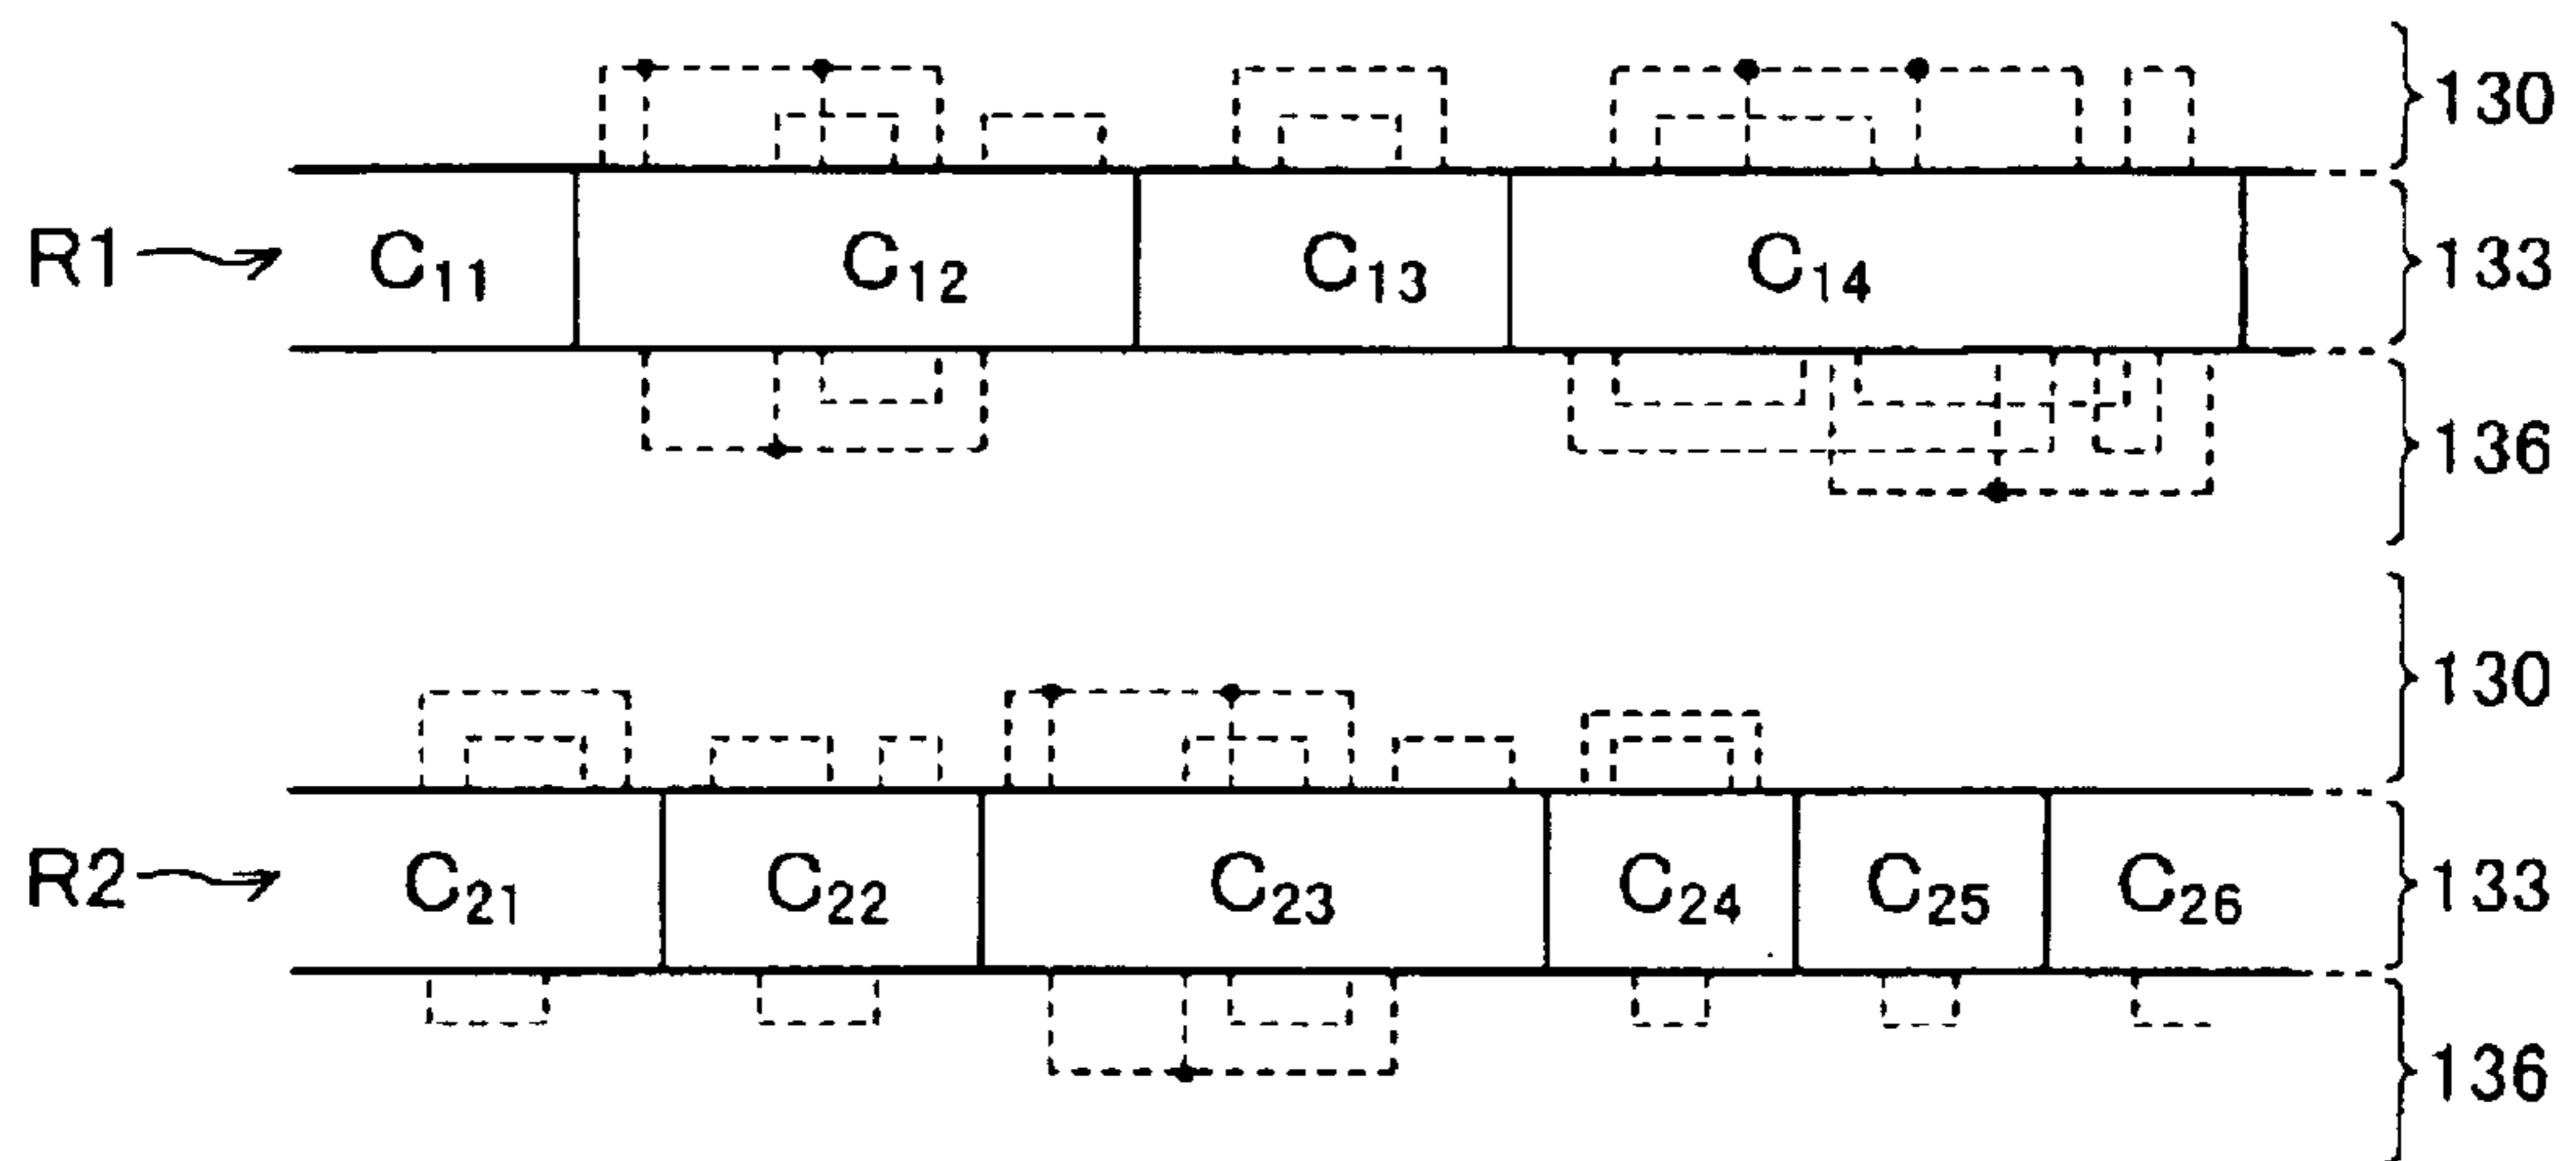 130
R1 C₁₁ C₁₂ C₁₃ C₁₄ 133
136
130
R2 C₂₁ C₂₂ C₂₃ C₂₄ C₂₅ C₂₆ 133
136